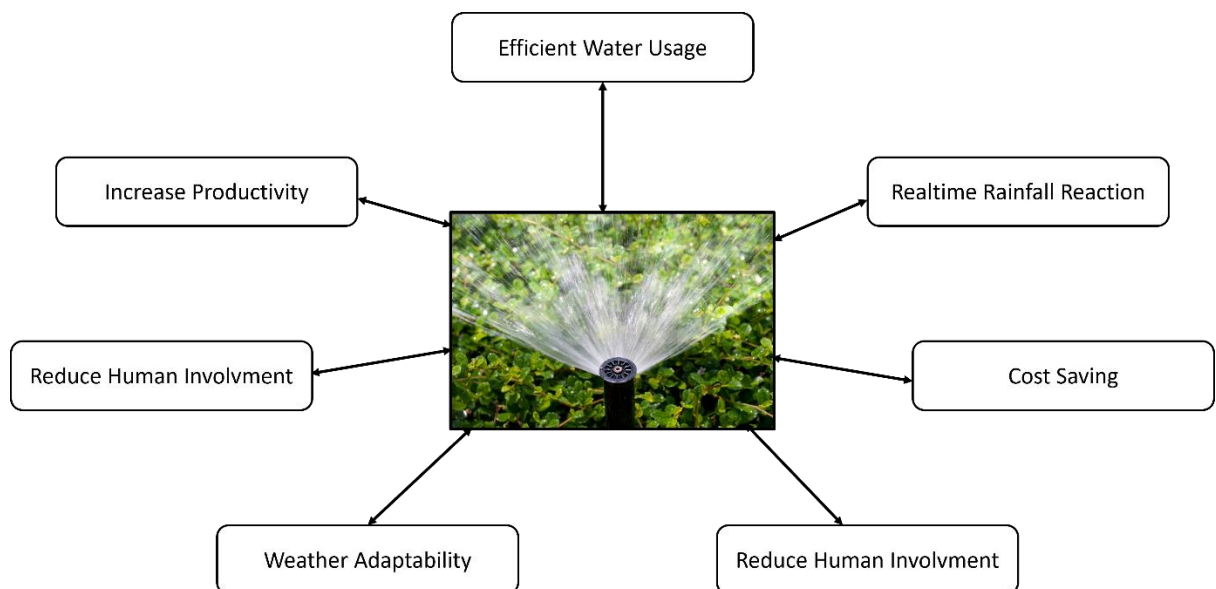 Efficient Water Usage
Increase Productivity
Realtime Rainfall Reaction
Reduce Human Involvment
Cost Saving
Weather Adaptability
Reduce Human Involvment